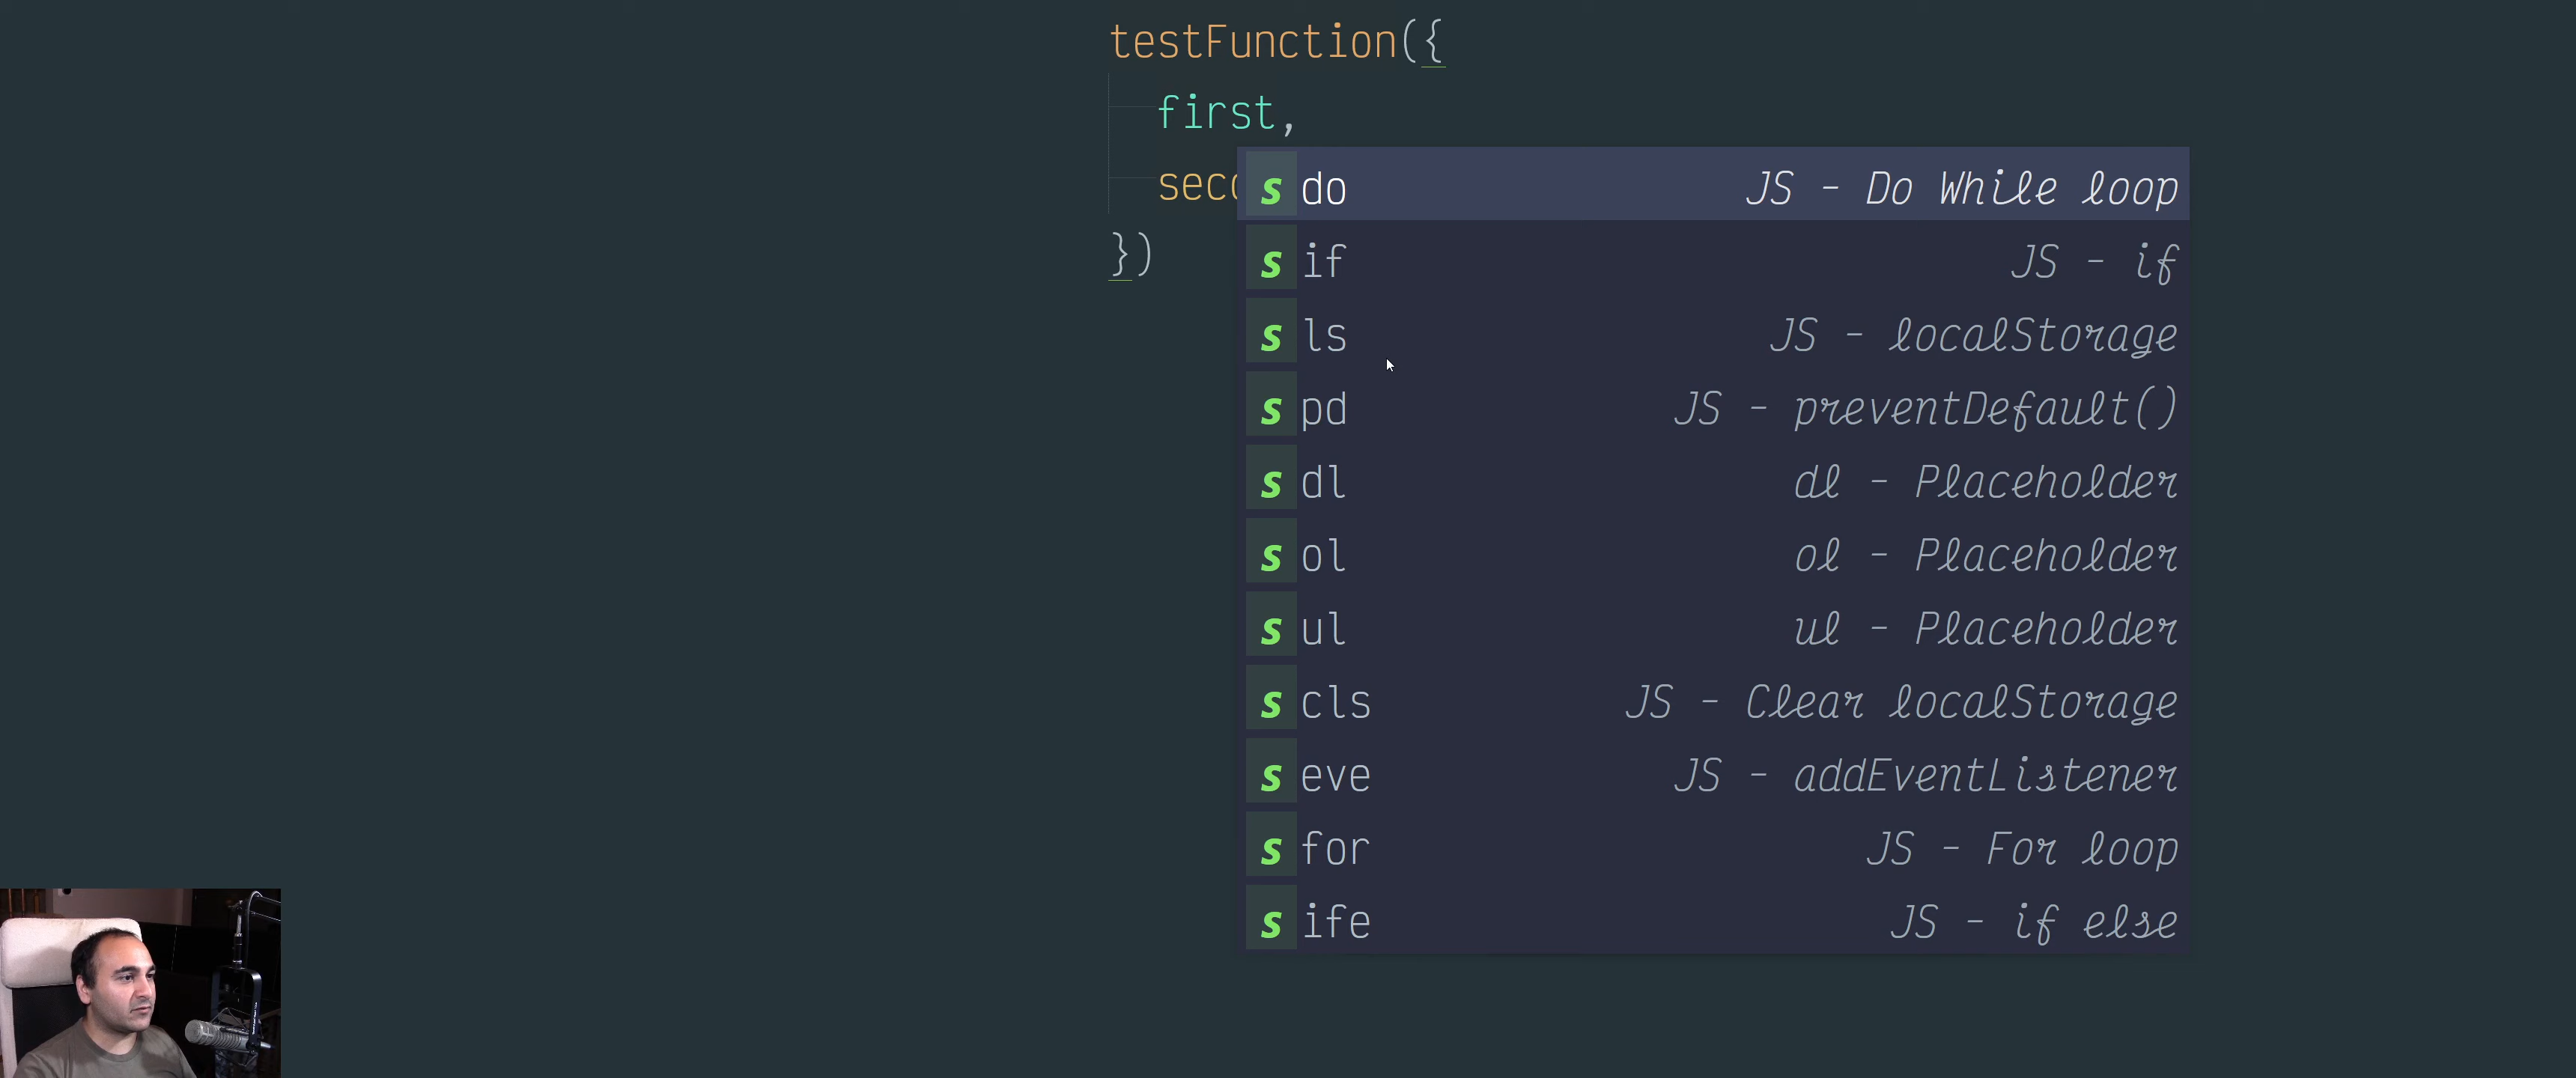 testFunction({
first,
seco
})
s do JS - Do While loop
s if JS - if
s ls JS - localStorage
s pd JS - preventDefault()
s dl dl - Placeholder
s ol ol - Placeholder
s ul ul - Placeholder
s cls JS - Clear localStorage
s eve JS - addEventListener
s for JS - For loop
s ife JS - if else